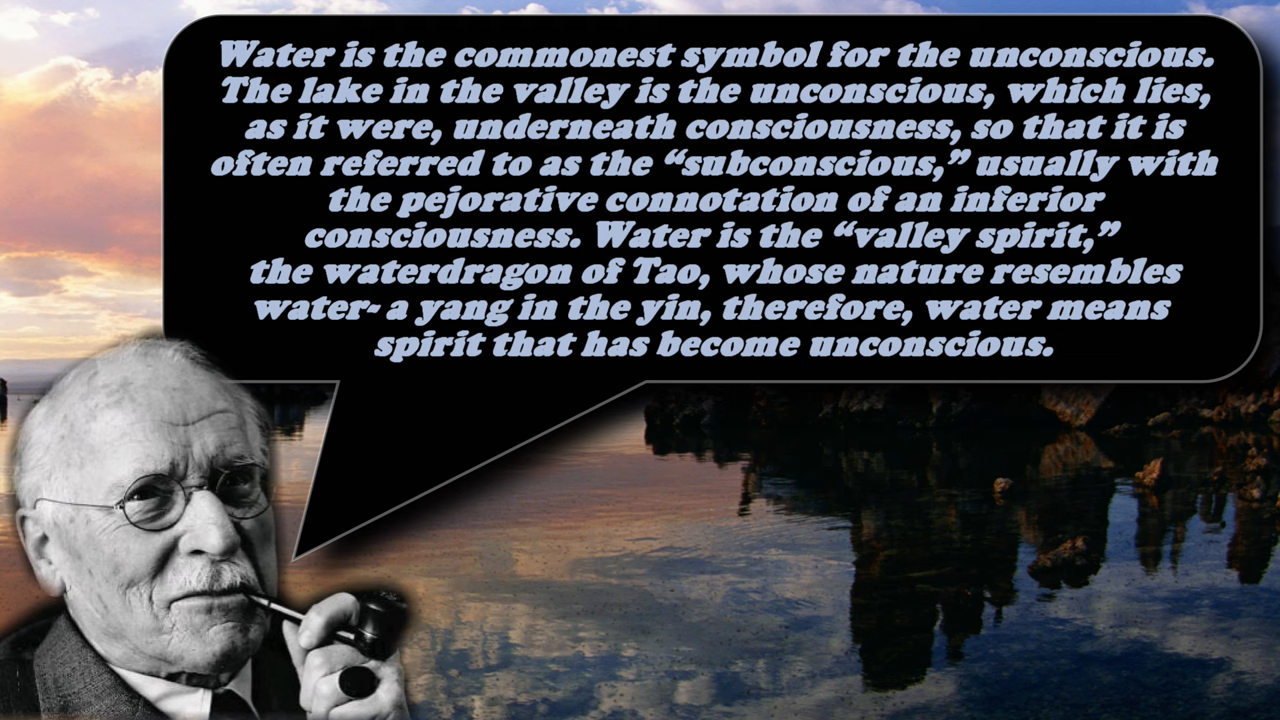 Water is the commonest symbol for the unconscious.
The lake in the valley is the unconscious, which lies,
as it were, underneath consciousness, so that it is
often referred to as the “subconscious,” usually with
the pejorative connotation of an inferior
consciousness. Water is the “valley spirit,”
the waterdragon of Tao, whose nature resembles
water- a yang in the yin, therefore, water means
spirit that has become unconscious.